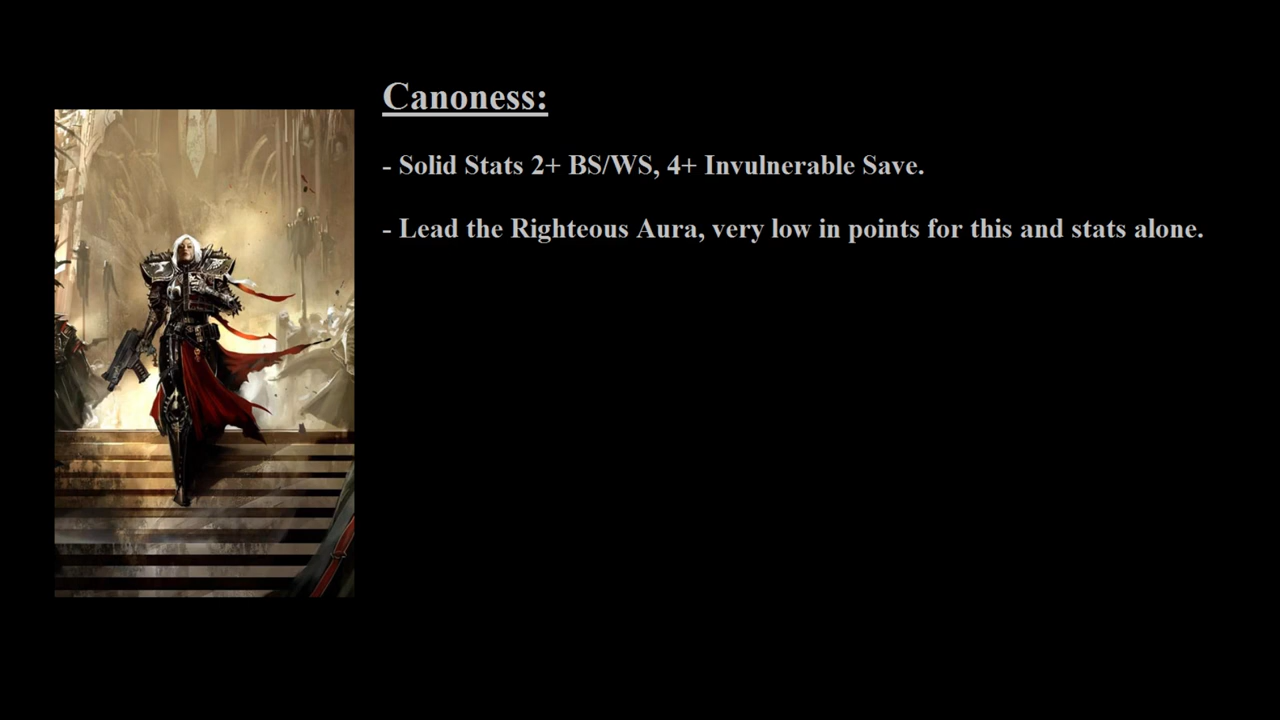 Canoness:
- Solid Stats 2+ BS/WS, 4+ Invulnerable Save.
- Lead the Righteous Aura, very low in points for this and stats alone.